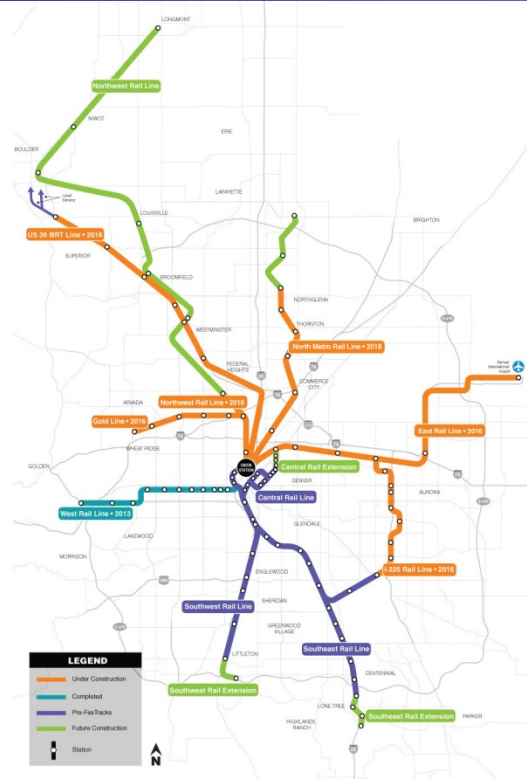 LONGMONT
Northwest Rail Line
NIWOT
ERIE
BOULDER
Local
Service
LAFAYETTE
LOUISVILLE
BRIGHTON
US 36 BRT Line • 2016
SUPERIOR
BROOMFIELD
NORTHGLENN
THORNTON
WESTMINSTER
North Metro Rail Line • 2018
FEDERAL
HEIGHTS
Denver
International
Airport
COMMERCE
CITY
Northwest Rail Line • 2016
ARVADA
Gold Line • 2016
East Rail Line • 2016
WHEAT RIDGE
GOLDEN
UNION
STATION
Central Rail Extension
DENVER
AURORA
Central Rail Line
West Rail Line • 2013
GLENDALE
LAKEWOOD
MORRISON
ENGLEWOOD
I-225 Rail Line • 2016
SHERIDAN
Southwest Rail Line
GREENWOOD
VILLAGE
Southeast Rail Line
LITTLETON
CENTENNIAL
Southwest Rail Extension
LONE TREE
Southeast Rail Extension
PARKER
HIGHLANDS
RANCH
LEGEND
Under Construction
Completed
Pre-FasTracks
Future Construction
Station
N